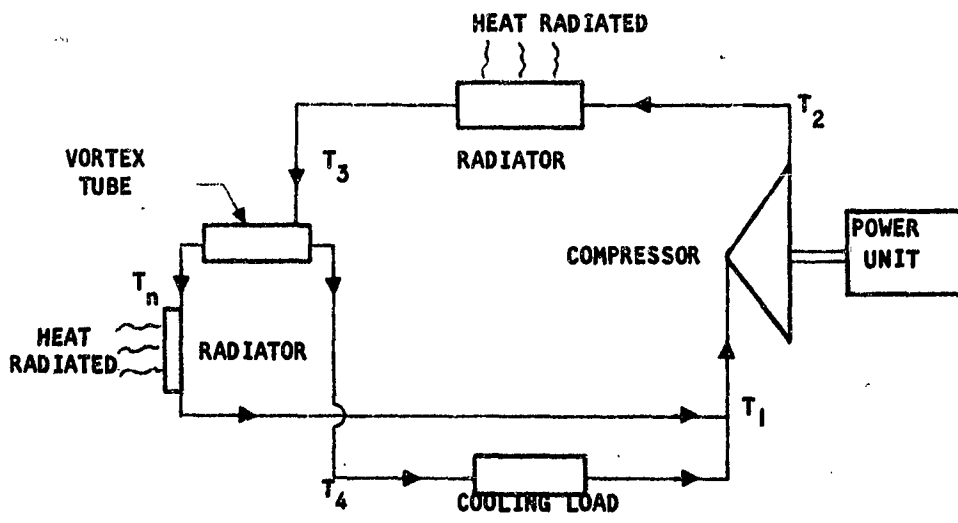 HEAT RADIATED
T2
RADIATOR
VORTEX
TUBE
T3
POWER
UNIT
COMPRESSOR
Tn
HEAT
RADIATED
RADIATOR
T1
T4
COOLING LOAD